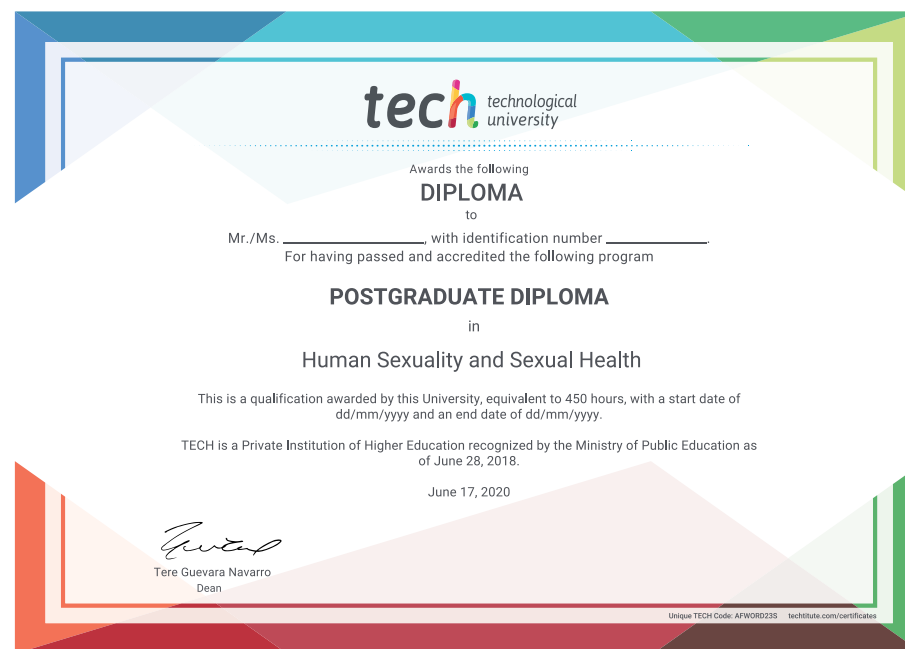 tech technological
university
Awards the following
DIPLOMA
to
Mr./Ms. ____________, with identification number ____________.
For having passed and accredited the following program
POSTGRADUATE DIPLOMA
in
Human Sexuality and Sexual Health
This is a qualification awarded by this University, equivalent to 450 hours, with a start date of
dd/mm/yyyy and an end date of dd/mm/yyyy.
TECH is a Private Institution of Higher Education recognized by the Ministry of Public Education as
of June 28, 2018.
June 17, 2020
Tere Guevara Navarro
Dean
Unique TECH Code: AFWORD23S techtitute.com/certificates